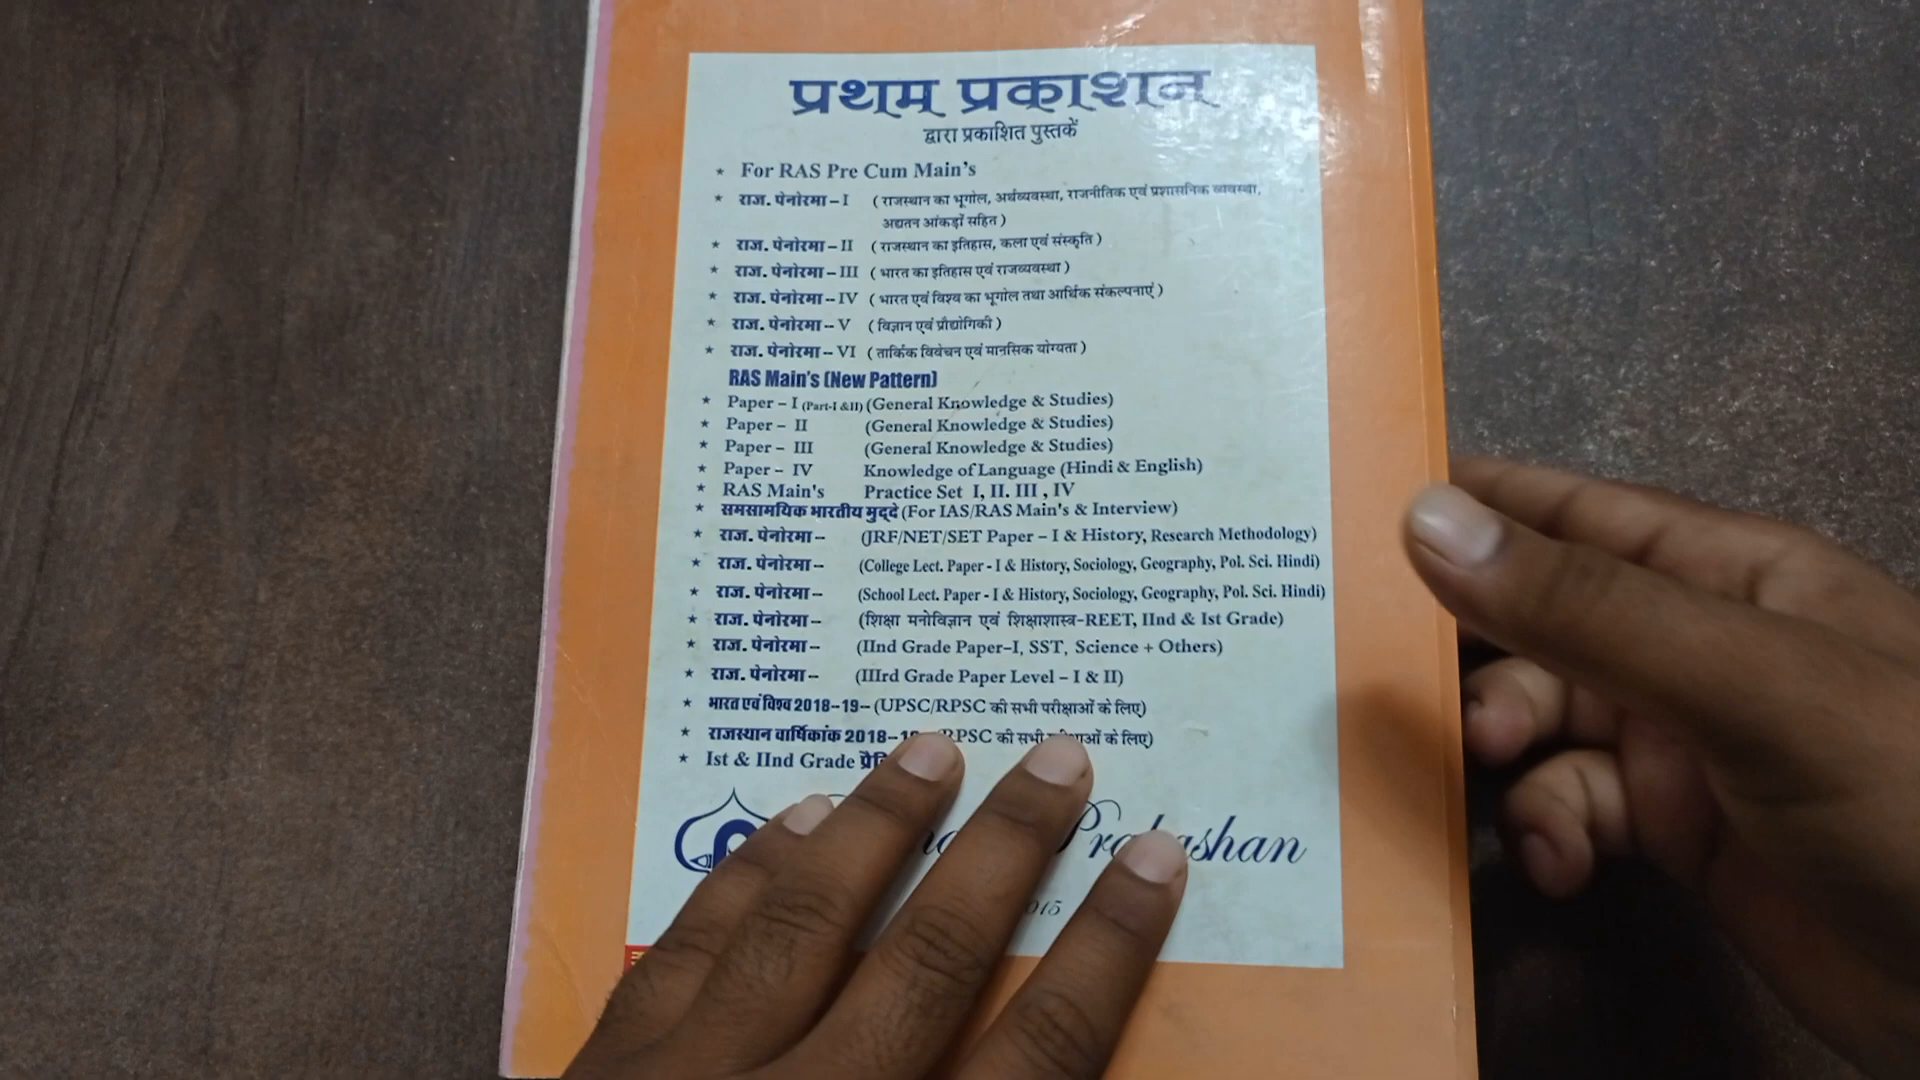 प्रथम प्रकाशन
द्वारा प्रकाशित पुस्तकें
★ For RAS Pre Cum Main's
★ राज. पेनोरमा – I ( राजस्थान का भूगोल, अर्थव्यवस्था, राजनीतिक एवं प्रशासनिक व्यवस्था,
अद्यतन आंकड़ों सहित )
★ राज. पेनोरमा – II ( राजस्थान का इतिहास, कला एवं संस्कृति )
★ राज. पेनोरमा – III ( भारत का इतिहास एवं राजव्यवस्था )
★ राज. पेनोरमा – IV ( भारत एवं विश्व का भूगोल तथा आर्थिक संकल्पनाएं )
★ राज. पेनोरमा – V ( विज्ञान एवं प्रौद्योगिकी )
★ राज. पेनोरमा – VI ( तार्किक विवेचन एवं मानसिक योग्यता )
RAS Main's (New Pattern)
★ Paper – I (Part-I &II) (General Knowledge & Studies)
★ Paper – II (General Knowledge & Studies)
★ Paper – III (General Knowledge & Studies)
★ Paper – IV Knowledge of Language (Hindi & English)
★ RAS Main's Practice Set I, II. III , IV
★ समसामयिक भारतीय मुद्दे (For IAS/RAS Main's & Interview)
★ राज. पेनोरमा – (JRF/NET/SET Paper – I & History, Research Methodology)
★ राज. पेनोरमा – (College Lect. Paper - I & History, Sociology, Geography, Pol. Sci. Hindi)
★ राज. पेनोरमा – (School Lect. Paper - I & History, Sociology, Geography, Pol. Sci. Hindi)
★ राज. पेनोरमा – (शिक्षा मनोविज्ञान एवं शिक्षाशास्त्र-REET, IInd & Ist Grade)
★ राज. पेनोरमा – (IInd Grade Paper–I, SST, Science + Others)
★ राज. पेनोरमा – (IIIrd Grade Paper Level – I & II)
★ भारत एवं विश्व 2018–19– (UPSC/RPSC की सभी परीक्षाओं के लिए)
★ राजस्थान वार्षिकांक 2018– RPSC की सभी के लिए)
★ Ist & IInd Grade
Prakashan